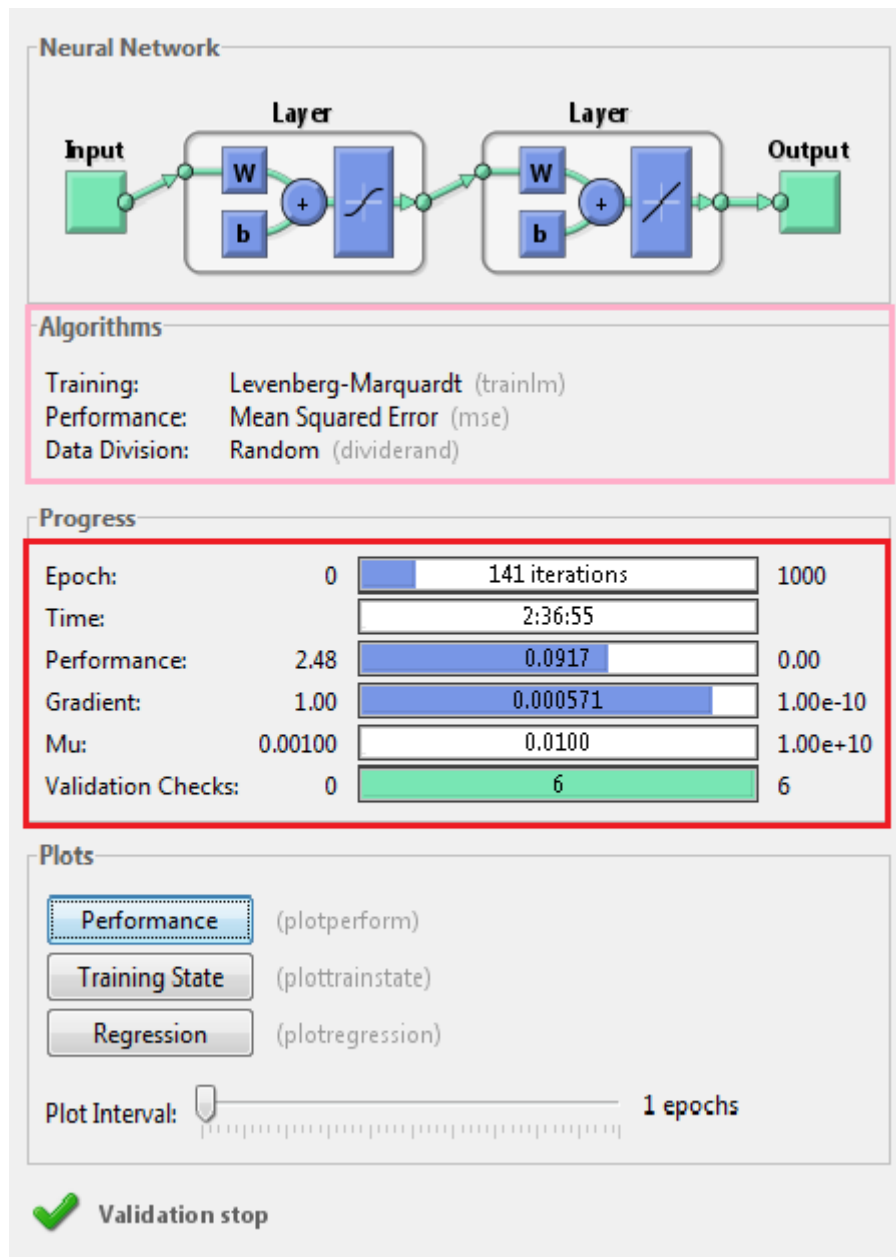 Neural Network
Layer Layer
Input Output
W W
+ +
b b
Algorithms
Training: Levenberg-Marquardt (trainlm)
Performance: Mean Squared Error (mse)
Data Division: Random (dividerand)
Progress
Epoch: 0 141 iterations 1000
Time: 2:36:55
Performance: 2.48 0.0917 0.00
Gradient: 1.00 0.000571 1.00e-10
Mu: 0.00100 0.0100 1.00e+10
Validation Checks: 0 6 6
Plots
Performance (plotperform)
Training State (plottrainstate)
Regression (plotregression)
Plot Interval: 1 epochs
Validation stop